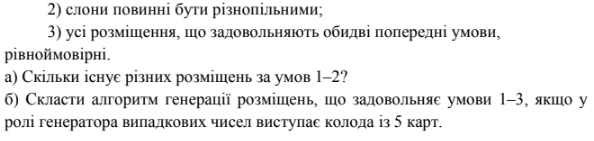 2) слони повинні бути різнопільними;
3) усі розміщення, що задовольняють обидві попередні умови,
рівноймовірні.
а) Скільки існує різних розміщень за умов 1–2?
б) Скласти алгоритм генерації розміщень, що задовольняє умови 1–3, якщо у
ролі генератора випадкових чисел виступає колода із 5 карт.